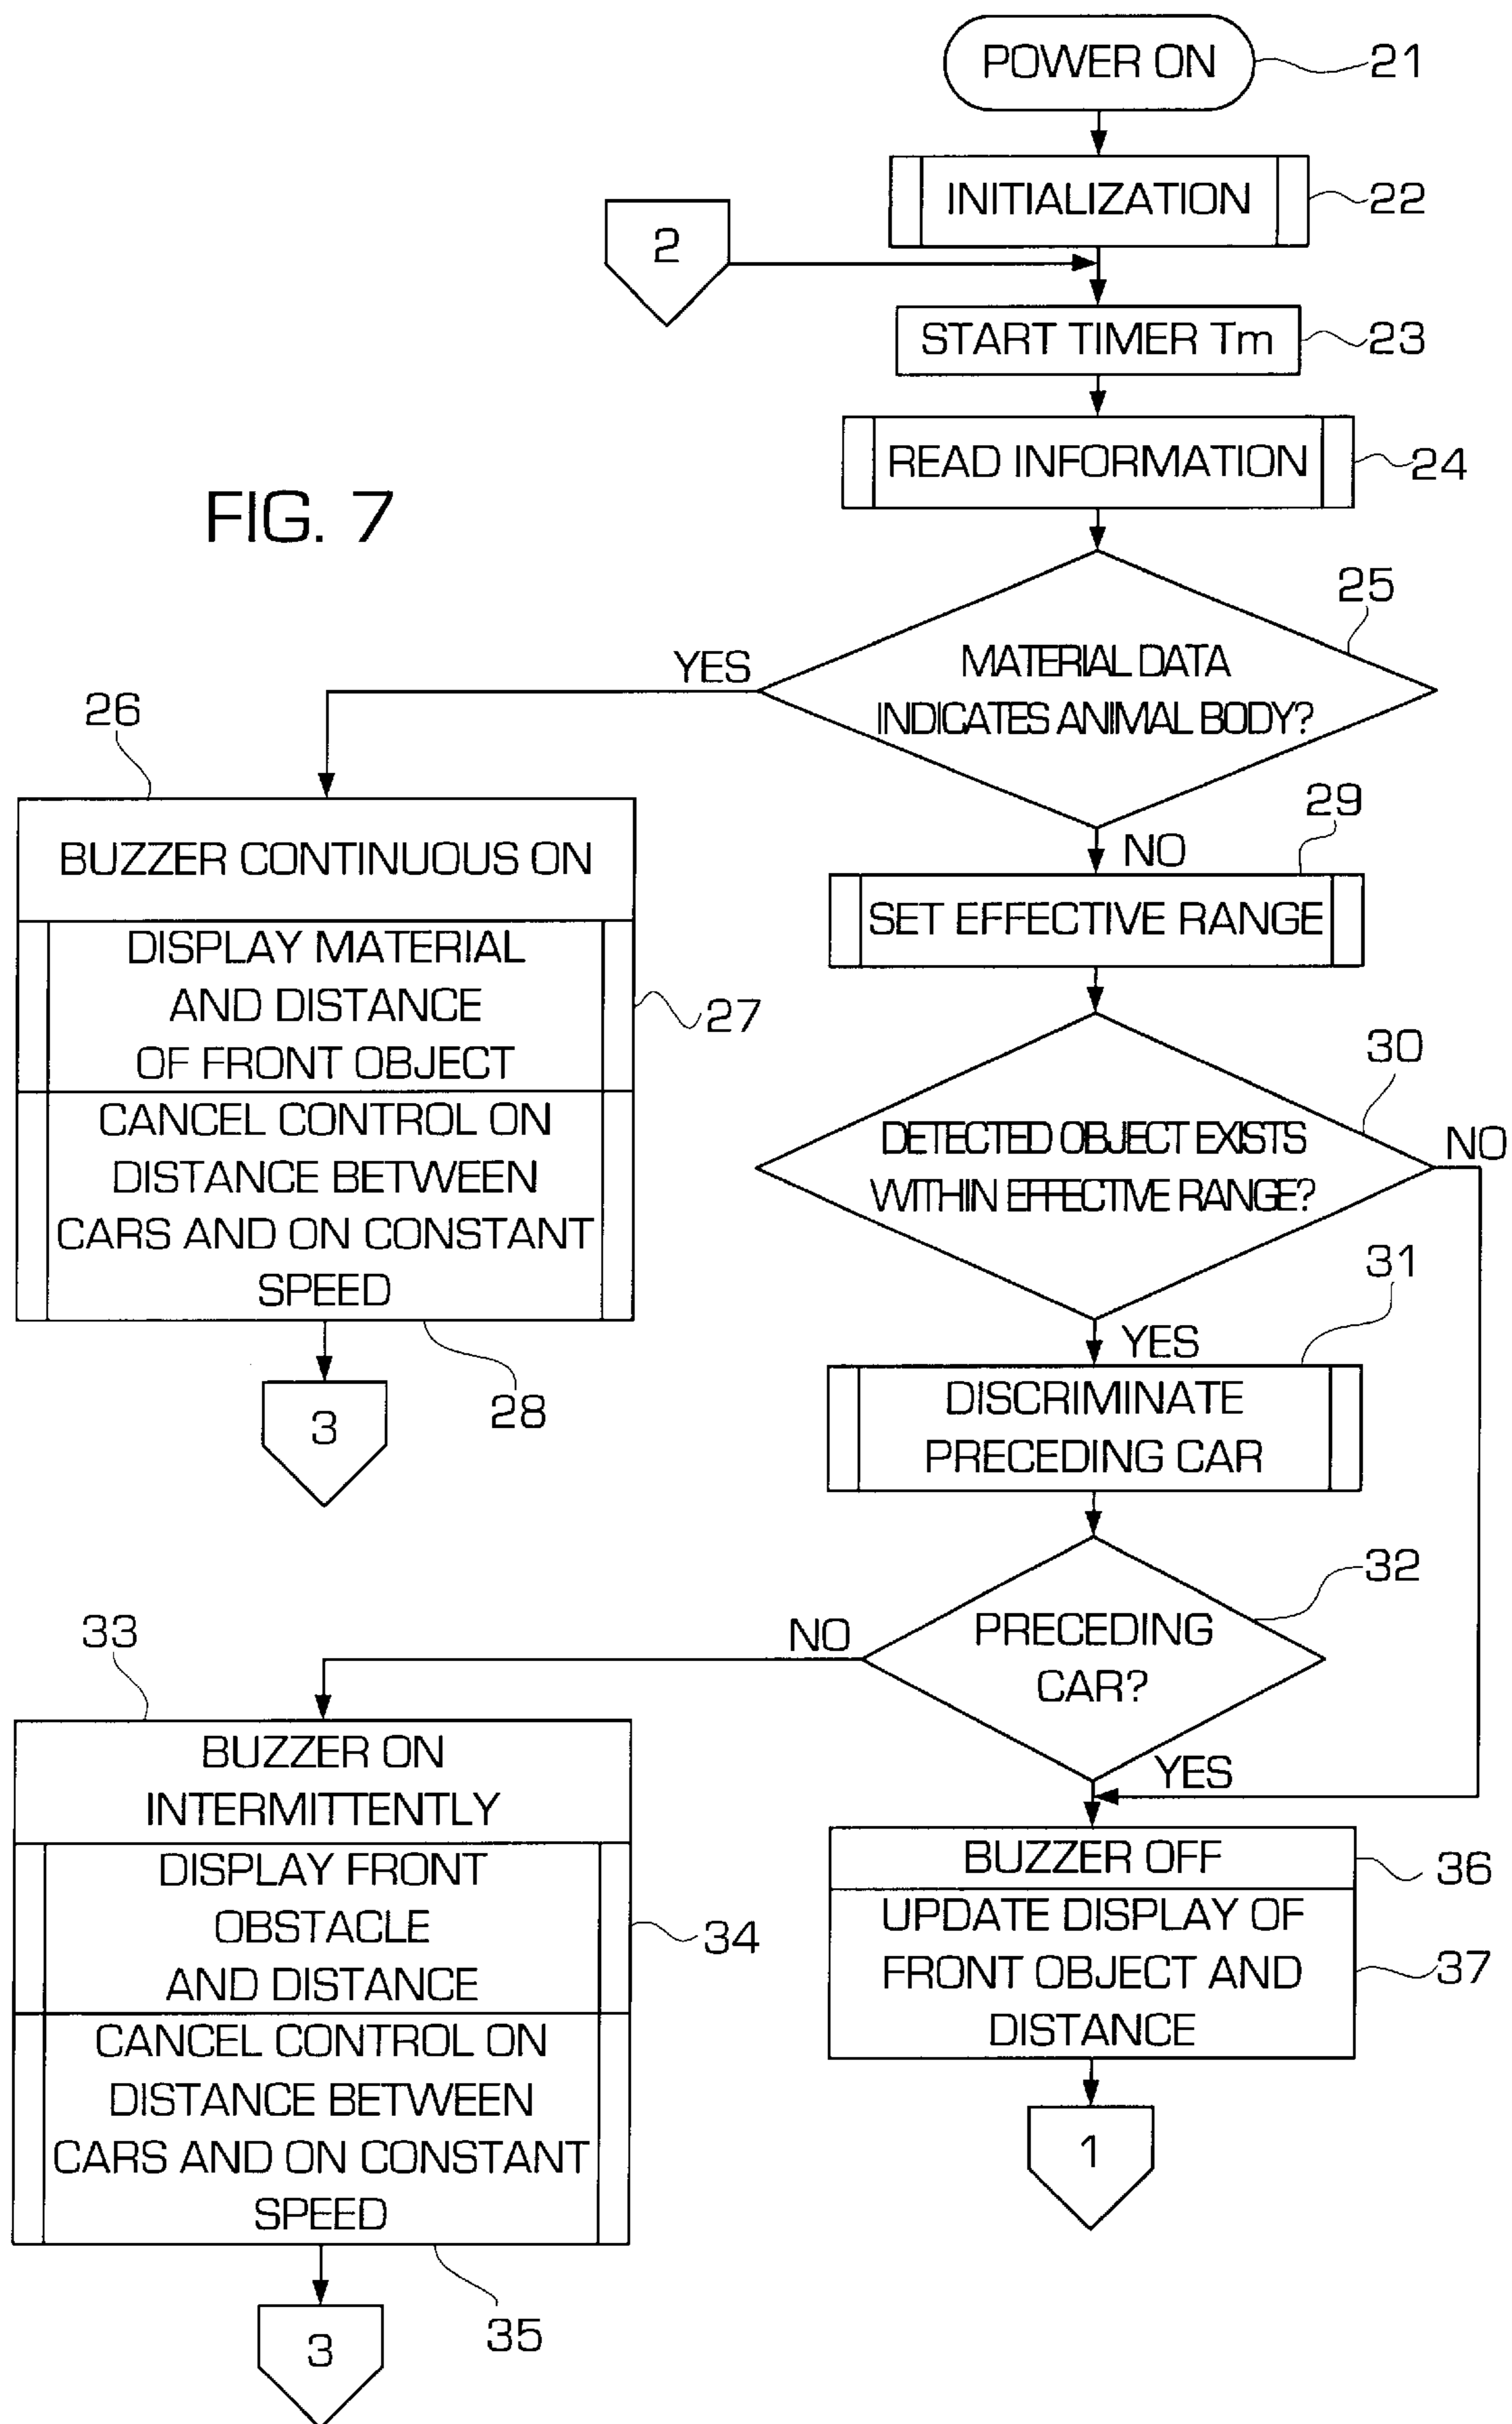 POWER ON
21
INITIALIZATION
22
2
START TIMER Tm
23
READ INFORMATION
24
FIG. 7
25
MATERIAL DATA
INDICATES ANIMAL BODY?
YES
NO
26
BUZZER CONTINUOUS ON
DISPLAY MATERIAL
AND DISTANCE
OF FRONT OBJECT
27
CANCEL CONTROL ON
DISTANCE BETWEEN
CARS AND ON CONSTANT
SPEED
28
3
29
SET EFFECTIVE RANGE
30
DETECTED OBJECT EXISTS
WITHIN EFFECTIVE RANGE?
NO
YES
31
DISCRIMINATE
PRECEDING CAR
32
PRECEDING
CAR?
NO
YES
33
BUZZER ON
INTERMITTENTLY
DISPLAY FRONT
OBSTACLE
AND DISTANCE
34
CANCEL CONTROL ON
DISTANCE BETWEEN
CARS AND ON CONSTANT
SPEED
35
3
BUZZER OFF
36
UPDATE DISPLAY OF
FRONT OBJECT AND
DISTANCE
37
1